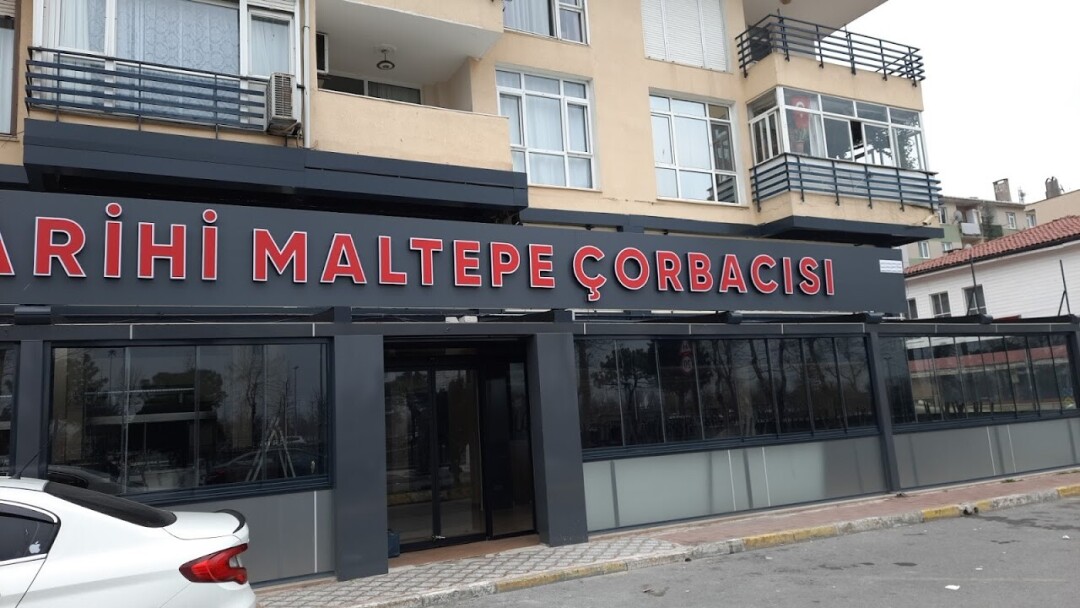 ARİHİ MALTEPE ÇORBACISI